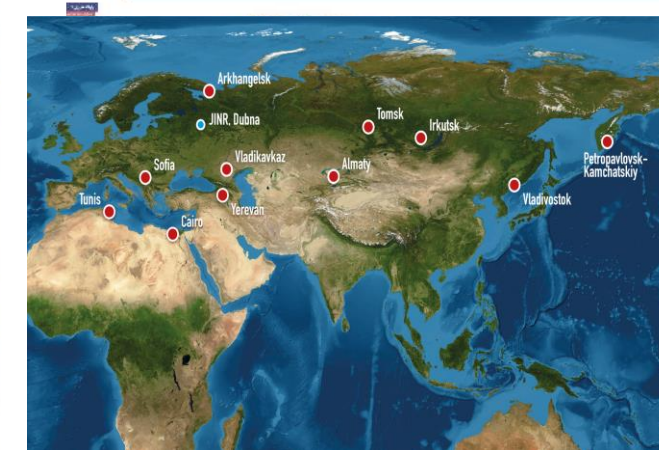 Arkhangelsk
JINR, Dubna
Tomsk
Irkutsk
Petropavlovsk-
Kamchatskiy
Vladikavkaz
Almaty
Sofia
Vladivostok
Tunis
Yerevan
Cairo